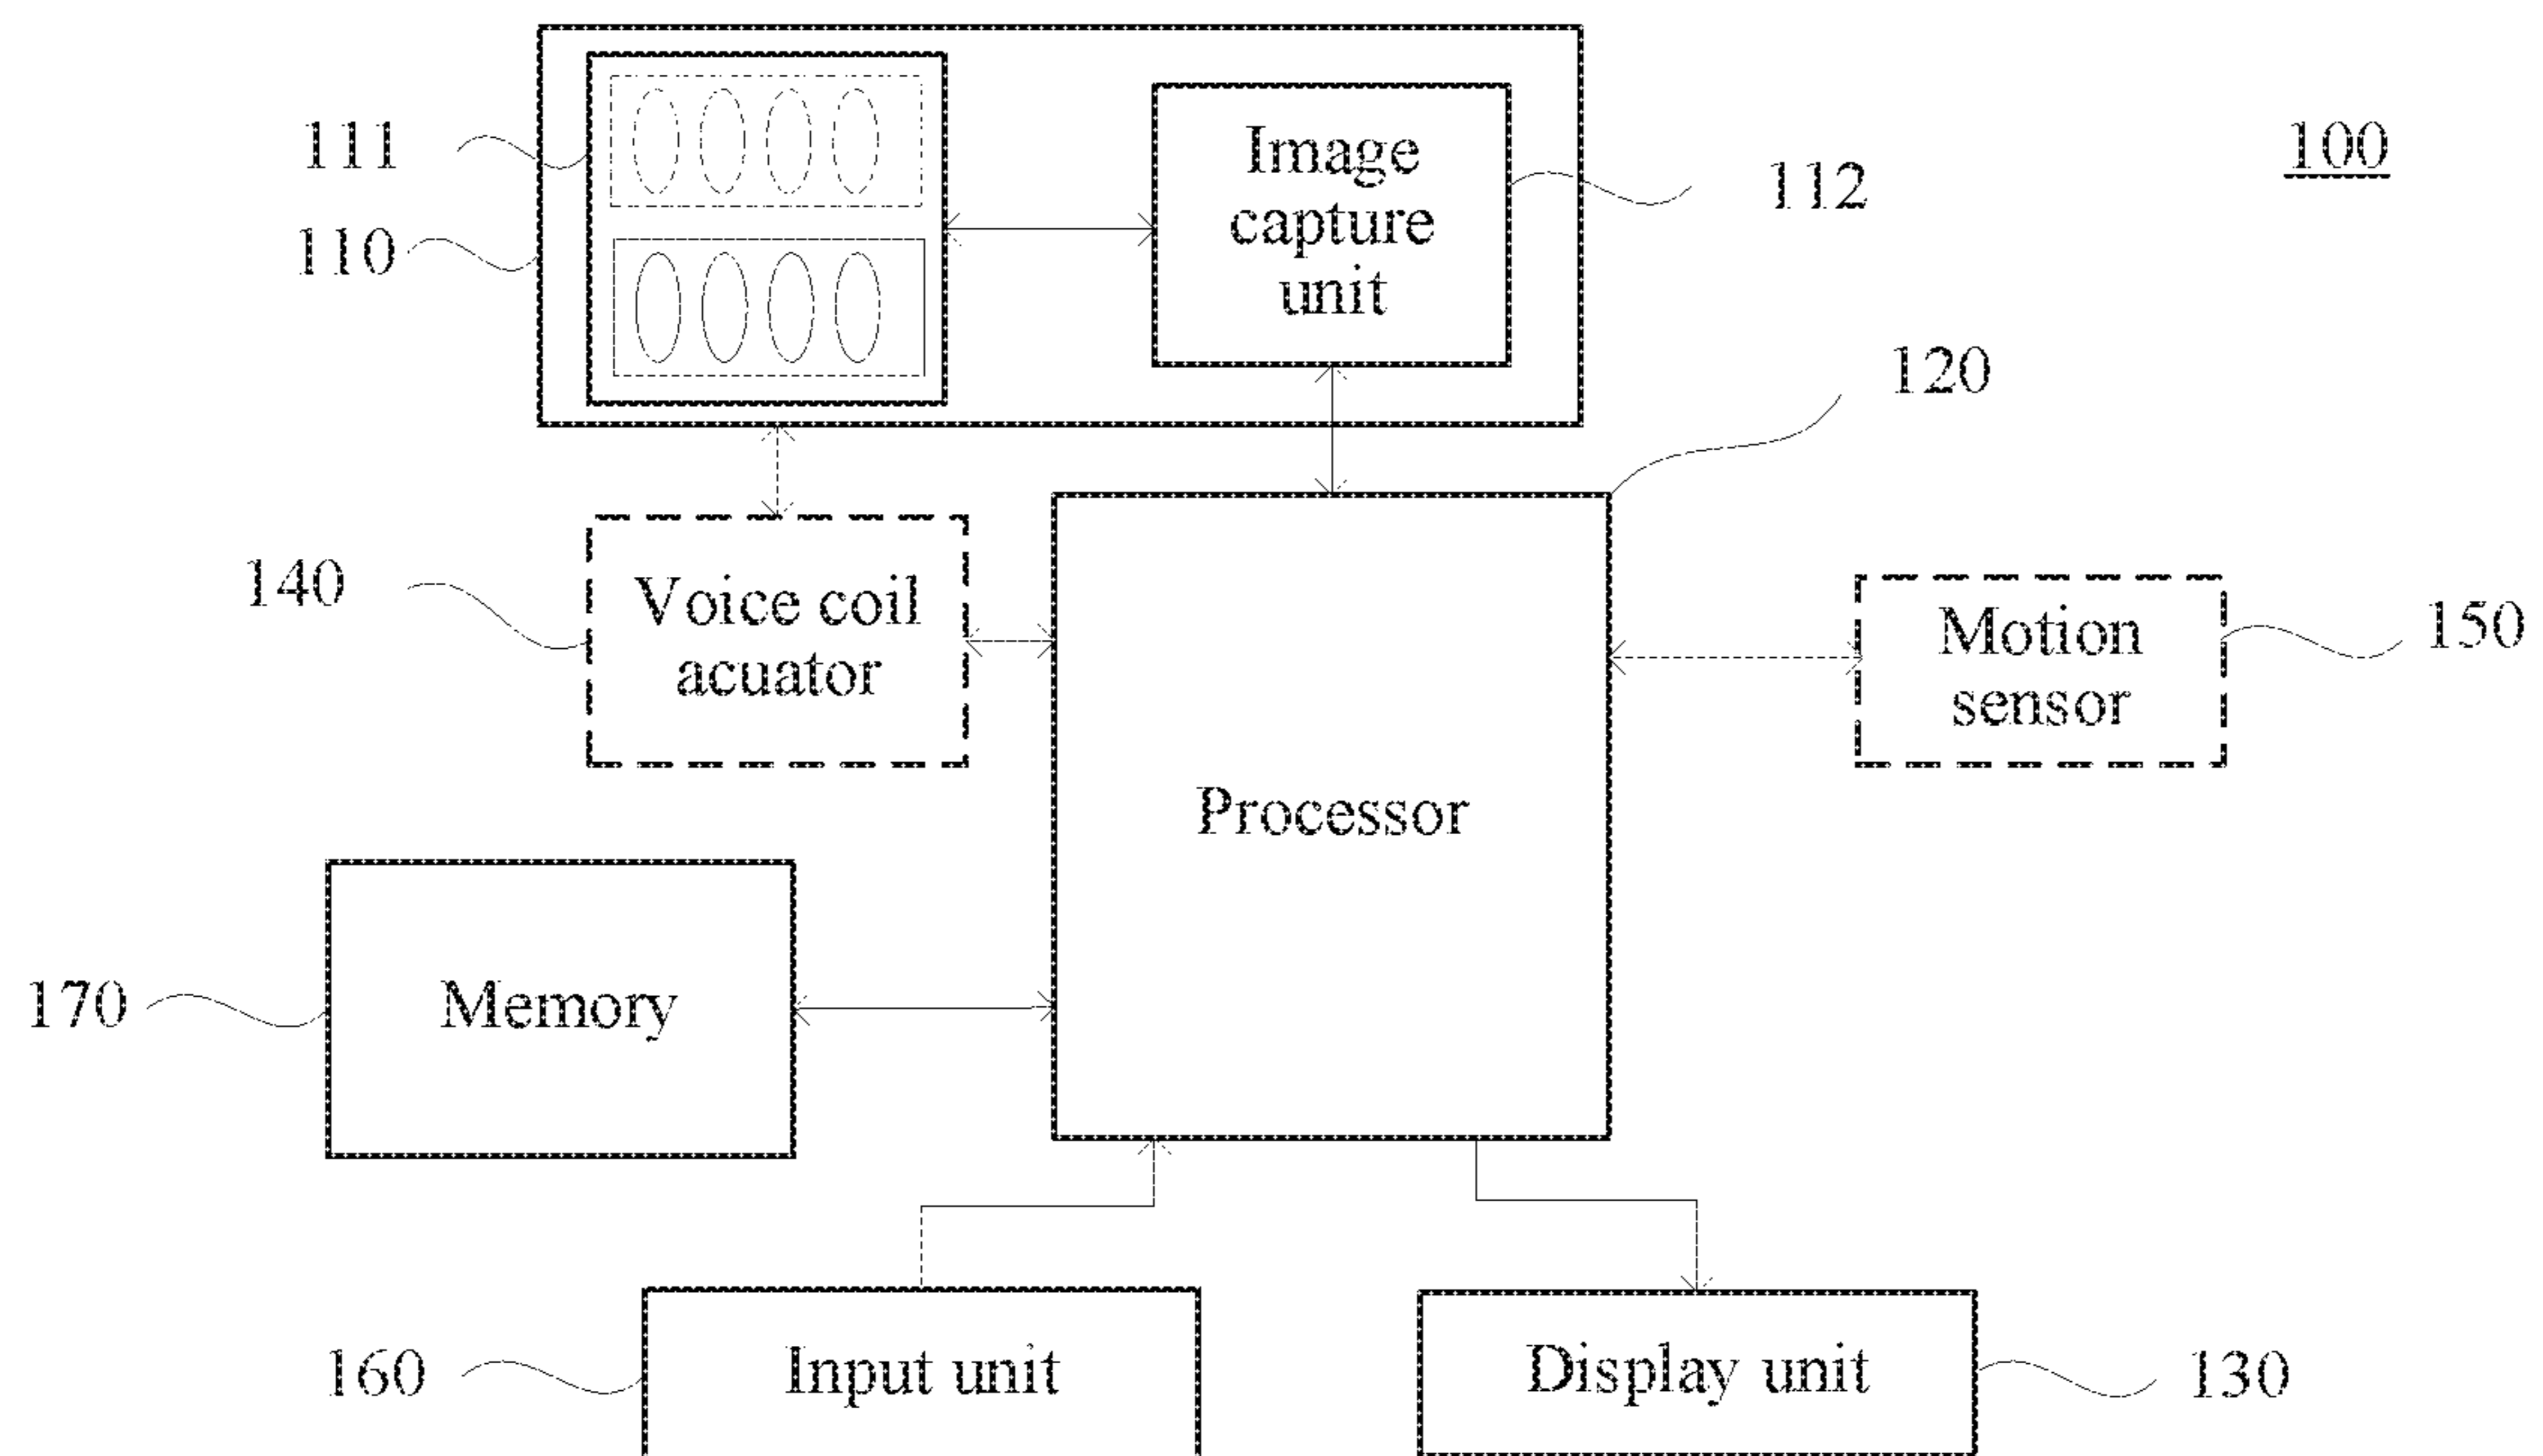 111
110
Image
capture
unit
112
100
120
140
Voice coil
acuator
Motion
sensor
150
Processor
170
Memory
160
Input unit
Display unit
130